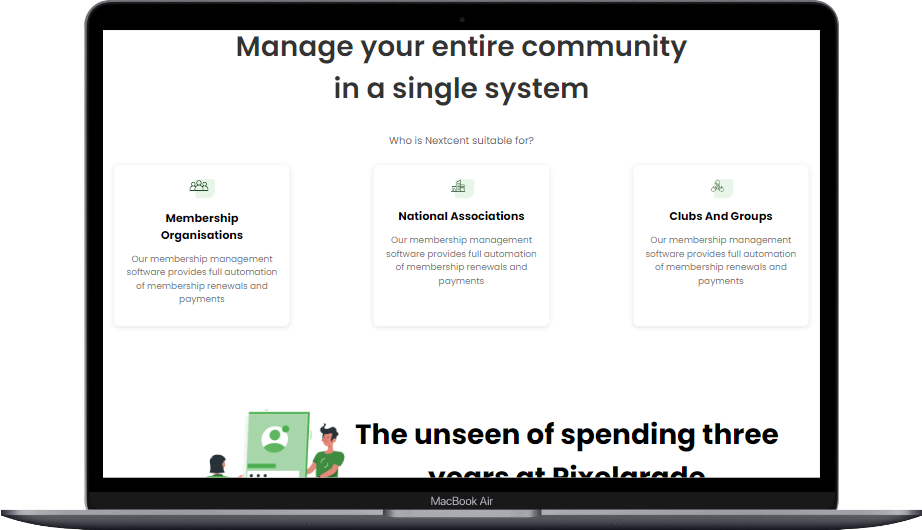 Manage your entire community
in a single system
Who is Nextcent suitable for?
Membership
Organisations
Our membership management
software provides full automation
of membership renewals and
payments
National Associations
Our membership management
software provides full automation
of membership renewals and
payments
Clubs And Groups
Our membership management
software provides full automation
of membership renewals and
payments
The unseen of spending three
years at Pixelgrade
MacBook Air